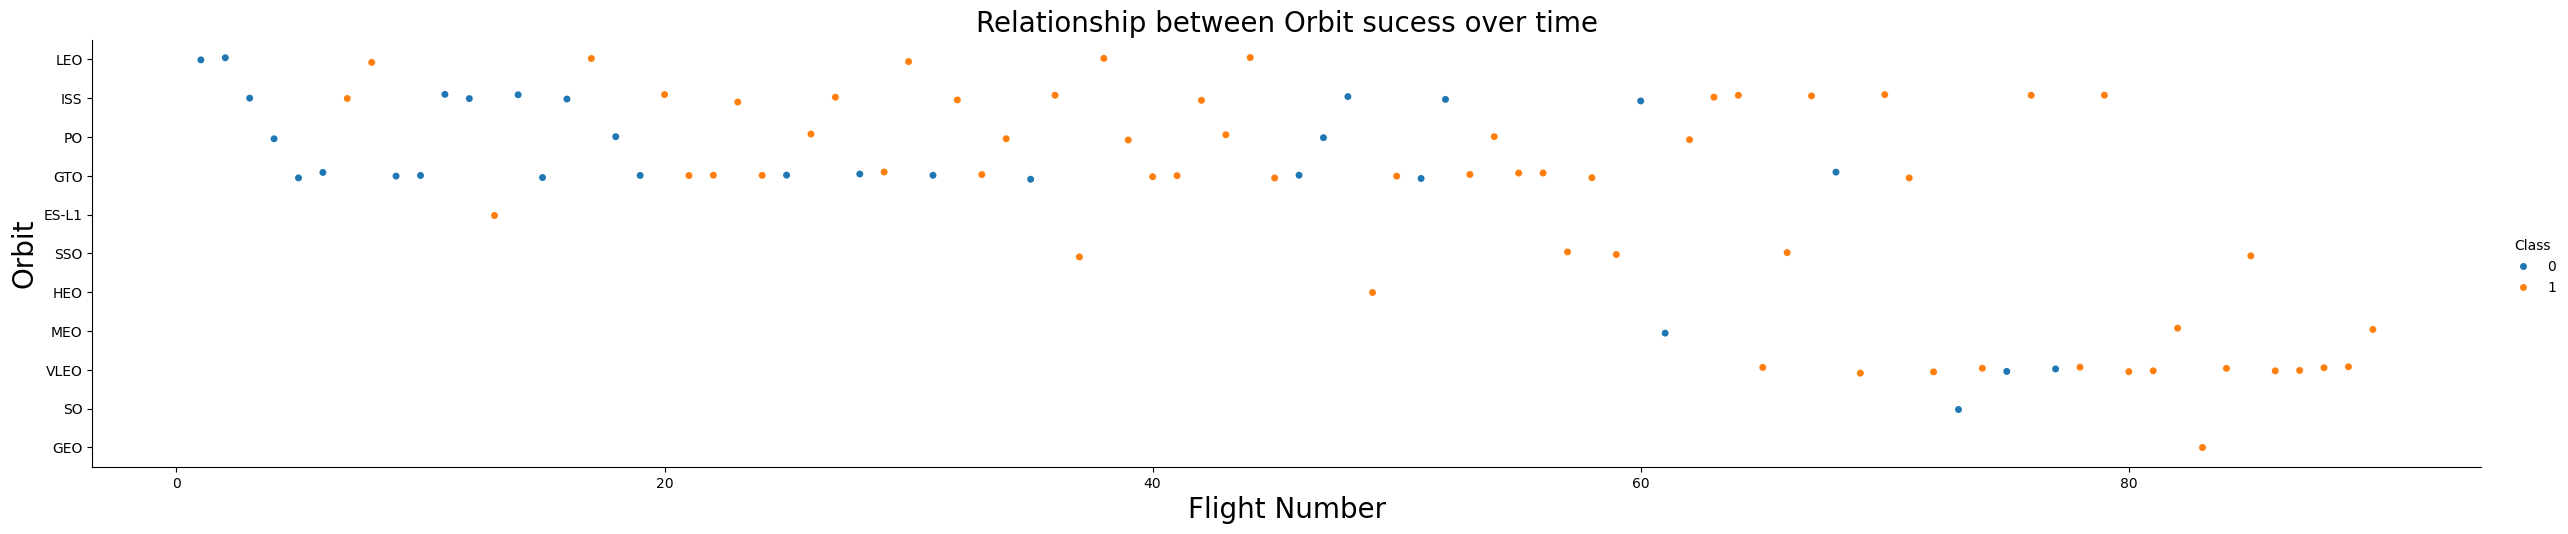 Relationship between Orbit sucess over time
Orbit
LEO
ISS
PO
GTO
ES-L1
SSO
HEO
MEO
VLEO
SO
GEO
0 20 40 60 80
Flight Number
Class
0
1